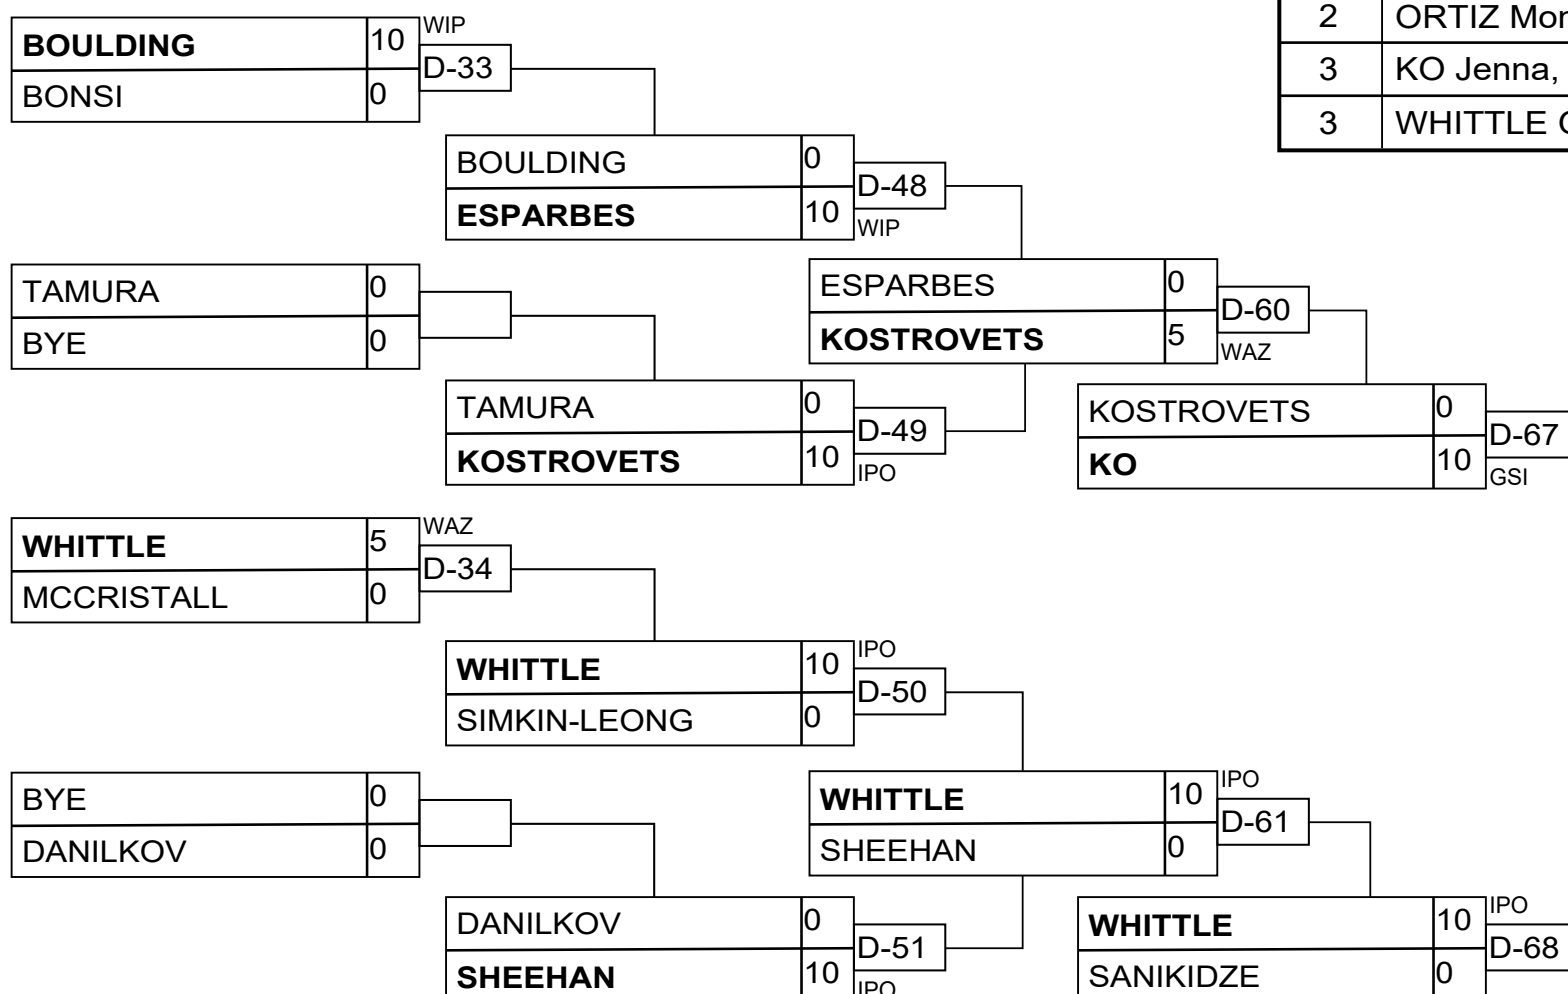 2 ORTIZ
3 KO Jenna,
3 WHITTLE
BOULDING 10 WIP
D-33
BONSI 0
BOULDING 0
D-48
ESPARBES 10 WIP
TAMURA 0
BYE 0
ESPARBES 0
D-60
KOSTROVETS 5 WAZ
TAMURA 0
D-49
KOSTROVETS 10 IPO
KOSTROVETS 0
D-67
KO 10 GSI
WHITTLE 5 WAZ
D-34
MCCRISTALL 0
WHITTLE 10 IPO
D-50
SIMKIN-LEONG 0
BYE 0
DANILKOV 0
WHITTLE 10 IPO
D-61
SHEEHAN 0
DANILKOV 0
D-51
SHEEHAN 10 IPO
WHITTLE 10 IPO
D-68
SANIKIDZE 0